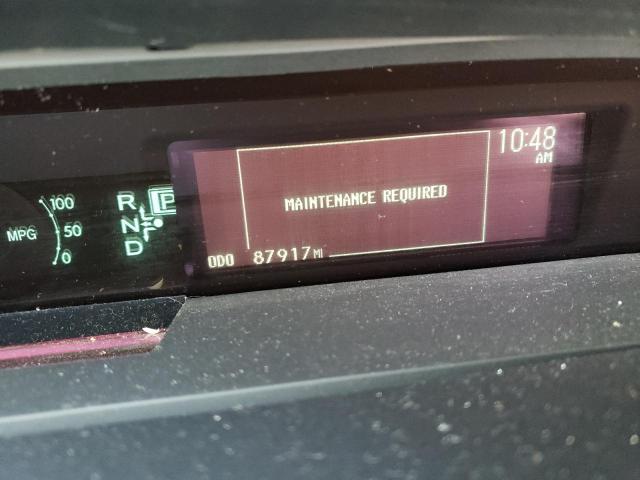 10:48
AM
MAINTENANCE REQUIRED
ODO 87917 MI
100
50
0
MPG
R
P
N
D